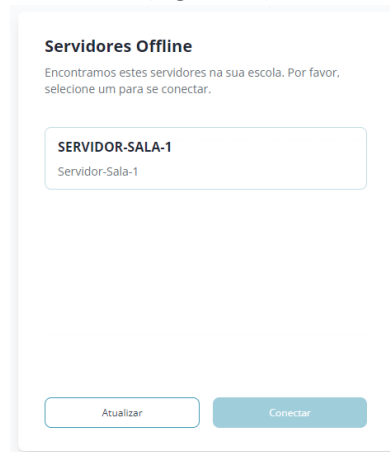 Servidores Offline
Encontramos estes servidores na sua escola. Por favor,
selecione um para se conectar.
SERVIDOR-SALA-1
Servidor-Sala-1
Atualizar
Conectar